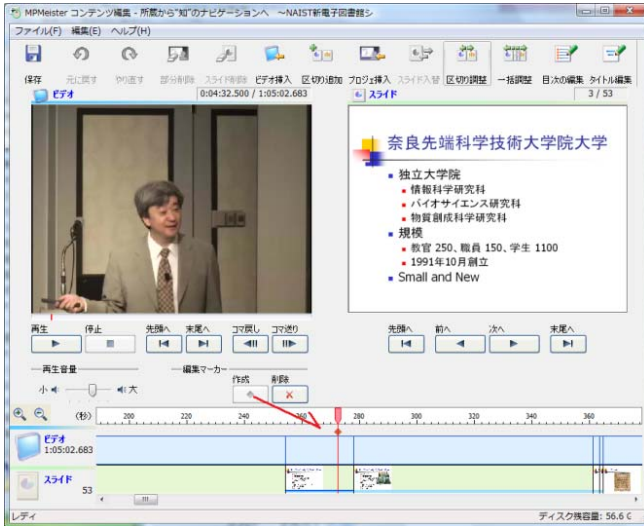 MPMeister コンテンツ編集 - 所蔵から"知"のナビゲーションへ ～NAIST新電子図書館シ
ファイル(F) 編集(E) ヘルプ(H)
保存 元に戻す やり直す 部分削除 スライド削除 ビデオ挿入 区切り追加 プロジェ挿入 スライド入替 区切り調整 一括調整 目次の編集 タイトル編集
ビデオ 0:04:32.500 / 1:05:02.683 スライド 3 / 53
奈良先端科学技術大学院大学
独立大学院
情報科学研究科
バイオサイエンス研究科
物質創成科学研究科
規模
教官 250、職員 150、学生 1100
1991年10月創立
Small and New
再生 停止 先頭へ 末尾へ コマ戻し コマ送り 先頭へ 前へ 次へ 末尾へ
再生音量 編集マーカー
小 大 作成 削除
(秒) 200 220 240 260 280 300 320 340 360
ビデオ
1:05:02.683
スライド
53
レディ ディスク残容量: 56.6 G